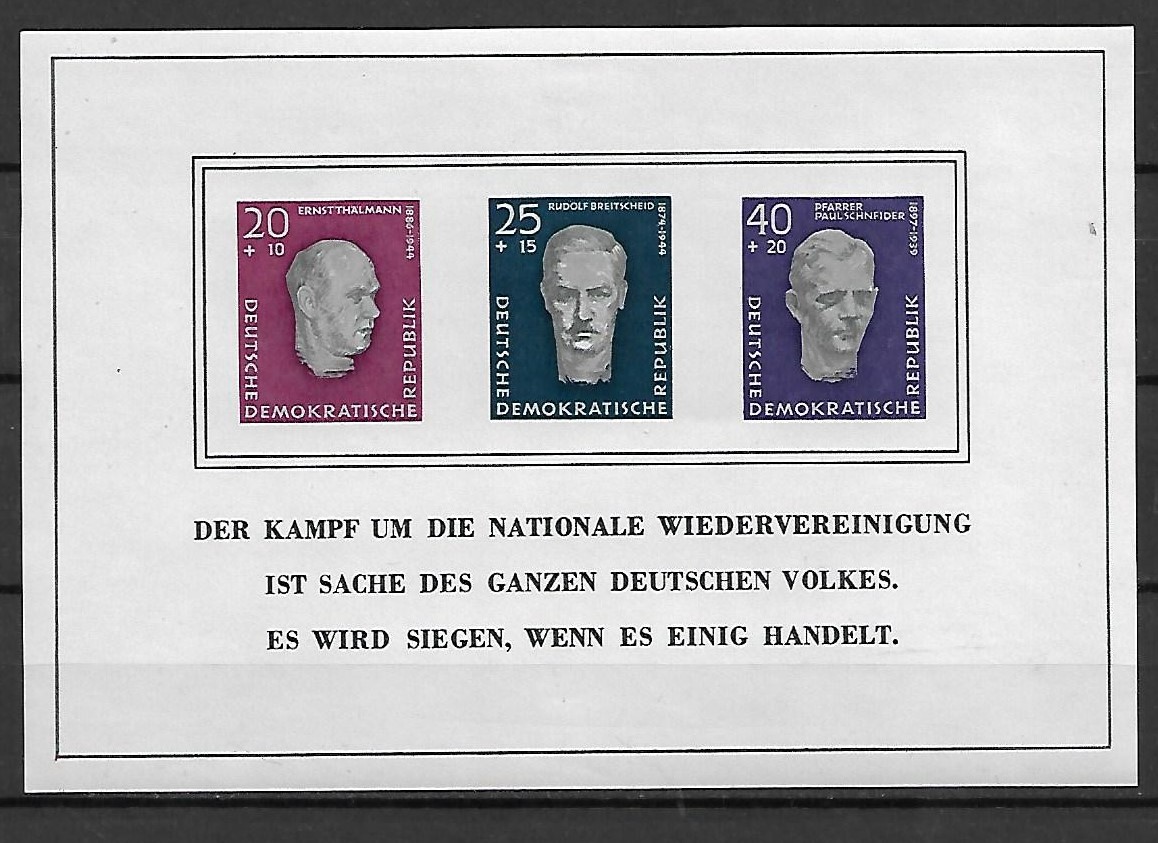 20
+ 10
ERNST THÄLMANN
1886-1944
DEUTSCHE
DEMOKRATISCHE
REPUBLIK
25
+ 15
RUDOLF BREITSCHEID
1874-1944
DEUTSCHE
DEMOKRATISCHE
REPUBLIK
40
+ 20
PFARRER
PAUL SCHNEIDER
1897-1939
DEUTSCHE
DEMOKRATISCHE
REPUBLIK
DER KAMPF UM DIE NATIONALE WIEDERVEREINIGUNG
IST SACHE DES GANZEN DEUTSCHEN VOLKES.
ES WIRD SIEGEN, WENN ES EINIG HANDELT.